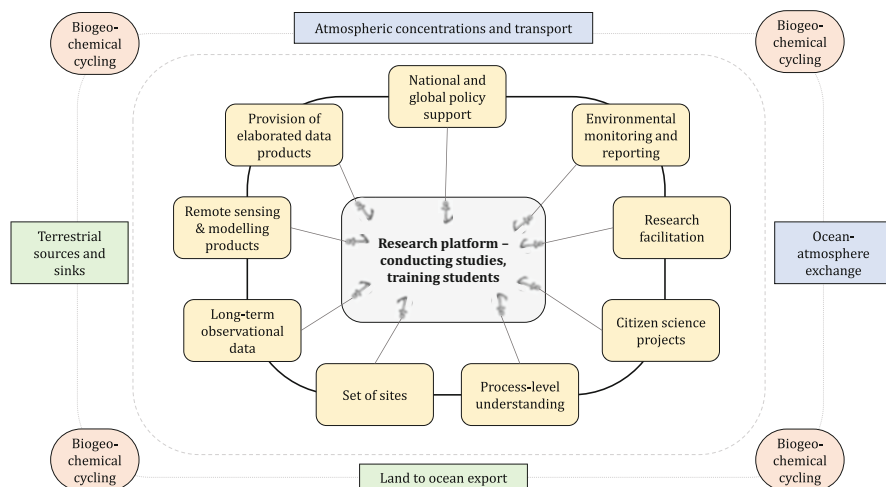 Biogeo-
chemical
cycling
Atmospheric concentrations and transport
Biogeo-
chemical
cycling
National and
global policy
support
Provision of
elaborated data
products
Environmental
monitoring and
reporting
Remote sensing
& modelling
products
Research
facilitation
Terrestrial
sources and
sinks
Research platform –
conducting studies,
training students
Ocean-
atmosphere
exchange
Long-term
observational
data
Citizen science
projects
Set of sites
Process-level
understanding
Biogeo-
chemical
cycling
Land to ocean export
Biogeo-
chemical
cycling